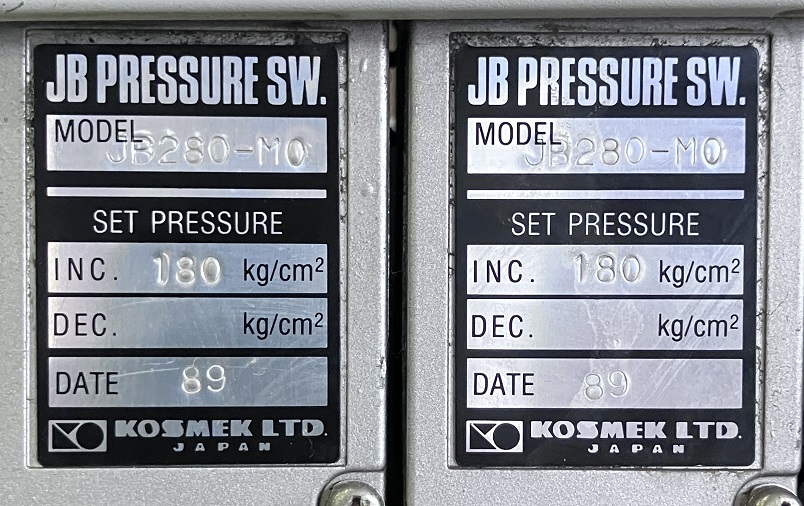 JB PRESSURE SW.
MODEL JB280-M0
SET PRESSURE
INC. 180 kg/cm²
DEC. kg/cm²
DATE 89
KOSMEK LTD.
JAPAN
JB PRESSURE SW.
MODEL JB280-M0
SET PRESSURE
INC. 180 kg/cm²
DEC. kg/cm²
DATE 89
KOSMEK LTD.
JAPAN